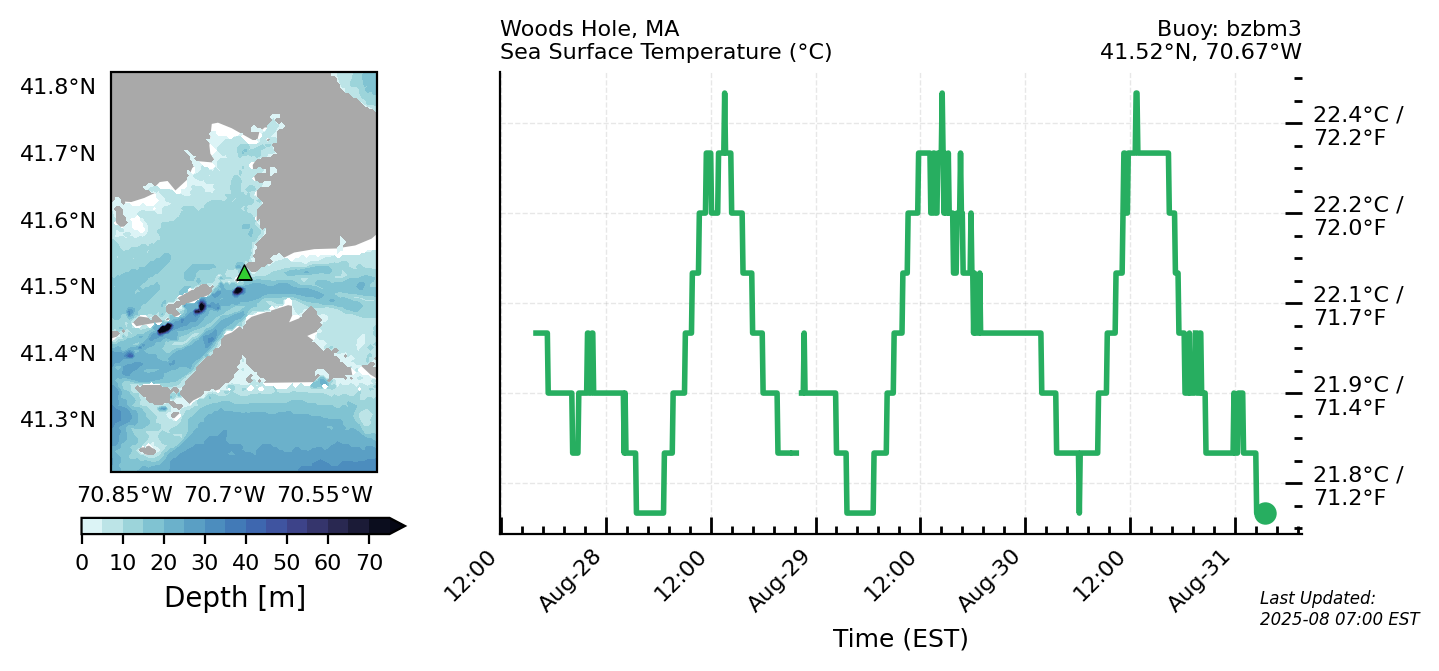 Woods Hole, MA
Sea Surface Temperature (°C)
Buoy: bzbm3
41.52°N, 70.67°W
41.8°N
41.7°N
41.6°N
41.5°N
41.4°N
41.3°N
70.85°W 70.7°W 70.55°W
0 10 20 30 40 50 60 70
Depth [m]
22.4°C /
72.2°F
22.2°C /
72.0°F
22.1°C /
71.7°F
21.9°C /
71.4°F
21.8°C /
71.2°F
12:00 Aug-28 12:00 Aug-29 12:00 Aug-30 12:00 Aug-31
Time (EST)
Last Updated:
2025-08 07:00 EST